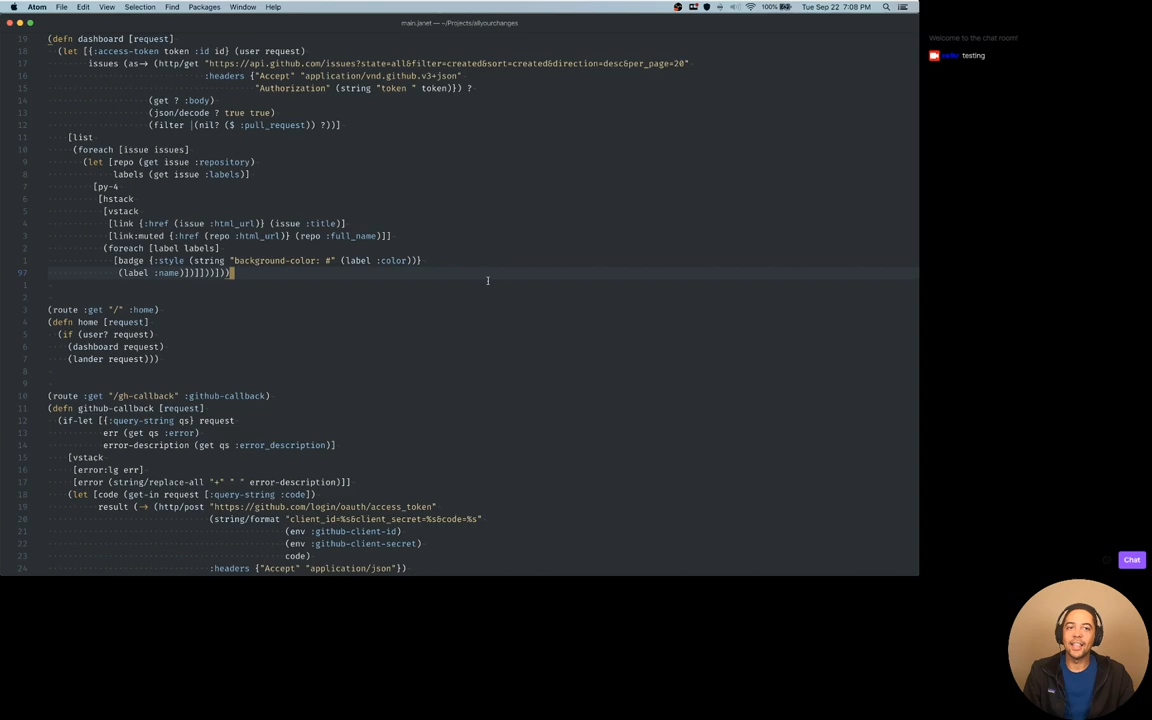 Atom File Edit View Selection Find Packages Window Help 100% Tue Sep 22 7:08 PM
main.janet — ~/Projects/allyourchanges
19 (defn dashboard [request]
18 (let [{:access-token token :id id} (user request)
17 issues (as-> (http/get "https://api.github.com/issues?state=all&filter=created&sort=created&direction=desc&per_page=20"
16 :headers {"Accept" "application/vnd.github.v3+json"
15 "Authorization" (string "token " token)}) ?
14 (get ? :body)
13 (json/decode ? true true)
12 (filter |(nil? ($ :pull_request)) ?))]
11 [list
10 (foreach [issue issues]
9 (let [repo (get issue :repository)
8 labels (get issue :labels)]
7 [py-4
6 [hstack
5 [vstack
4 [link {:href (issue :html_url)} (issue :title)]
3 [link:muted {:href (repo :html_url)} (repo :full_name)]]
2 (foreach [label labels]
1 [badge {:style (string "background-color: #" (label :color))}
97 (label :name)])]]))]))
1
2
3 (route :get "/" :home)
4 (defn home [request]
5 (if (user? request)
6 (dashboard request)
7 (lander request)))
8
9
10 (route :get "/gh-callback" :github-callback)
11 (defn github-callback [request]
12 (if-let [{:query-string qs} request
13 err (get qs :error)
14 error-description (get qs :error_description)]
15 [vstack
16 [error:lg err]
17 [error (string/replace-all "+" " " error-description)]]
18 (let [code (get-in request [:query-string :code])
19 result (-> (http/post "https://github.com/login/oauth/access_token"
20 (string/format "client_id=%s&client_secret=%s&code=%s"
21 (env :github-client-id)
22 (env :github-client-secret)
23 code)
24 :headers {"Accept" "application/json"})
Welcome to the chat room!
testing
Chat